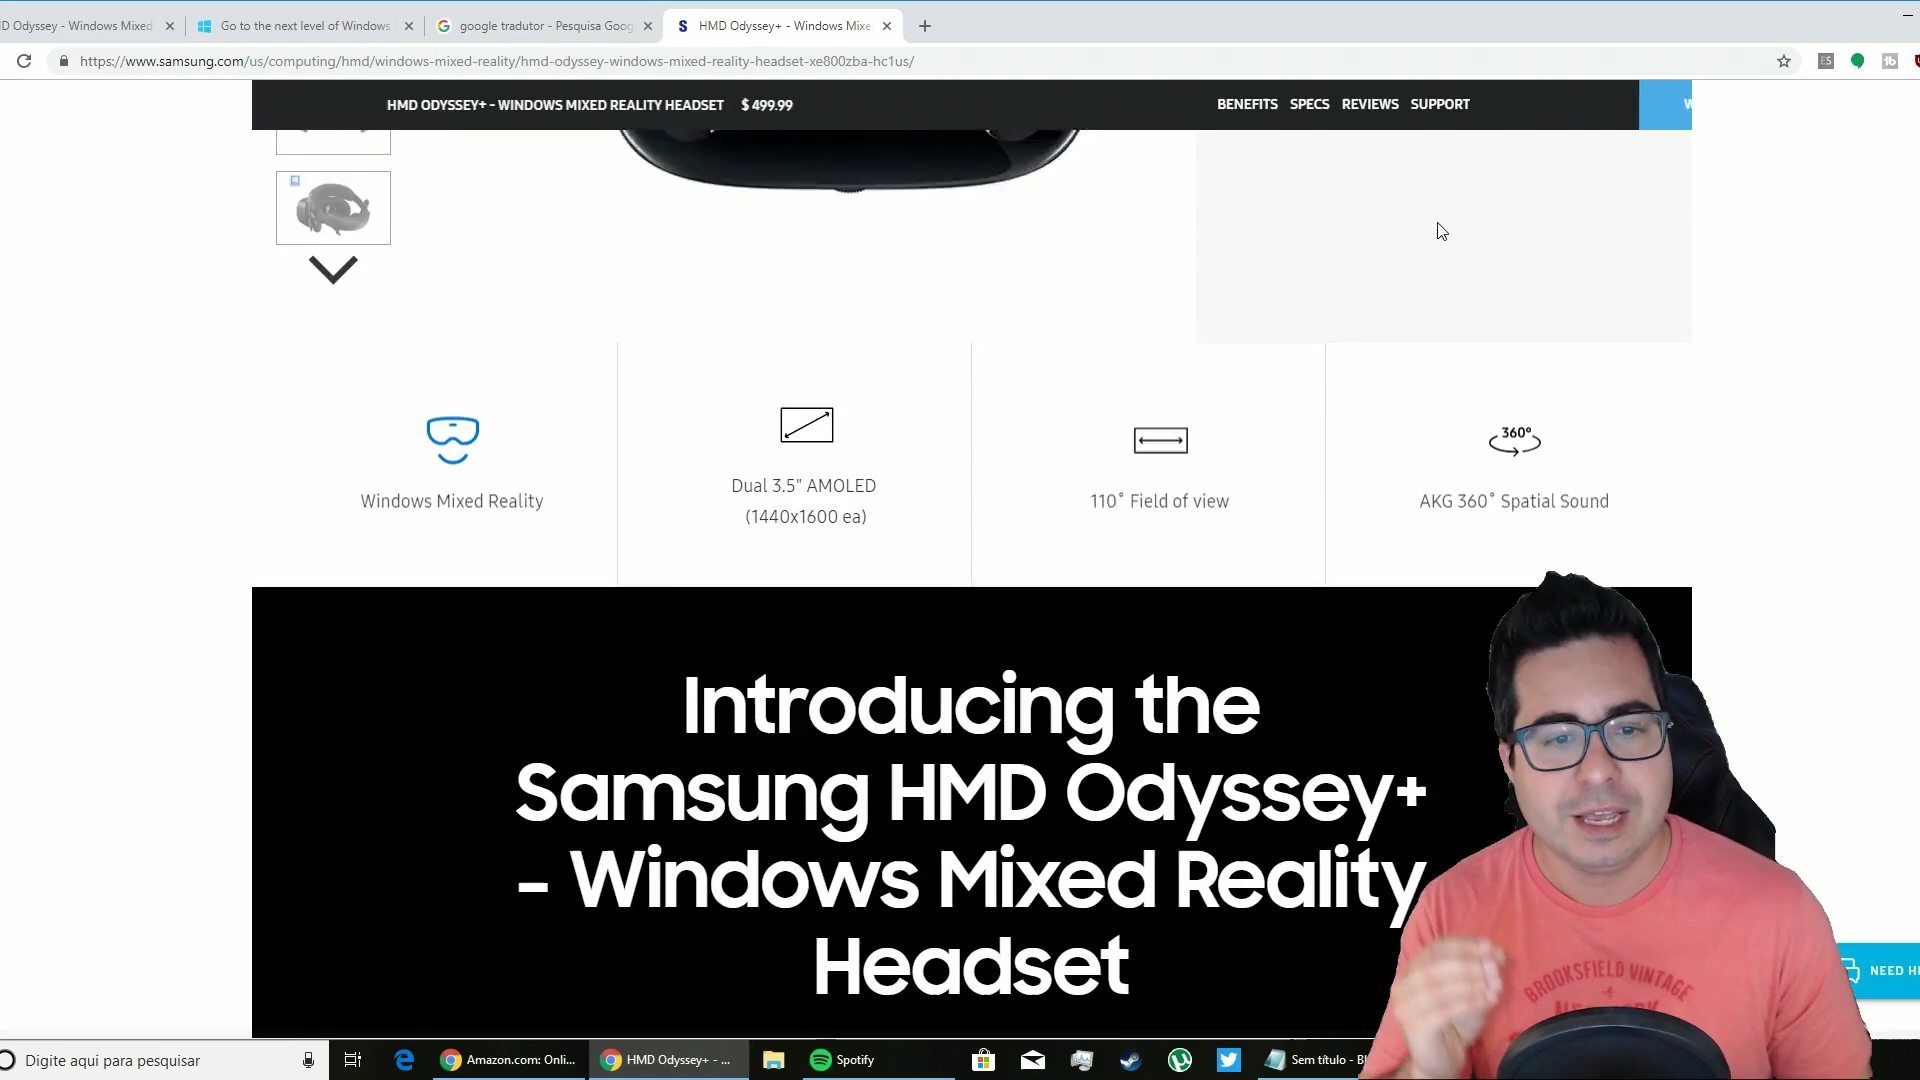 D Odyssey - Windows Mixed
Go to the next level of Windows
google tradutor - Pesquisa Goog
HMD Odyssey+ - Windows Mixe
https://www.samsung.com/us/computing/hmd/windows-mixed-reality/hmd-odyssey-windows-mixed-reality-headset-xe800zba-hc1us/
ES
HMD ODYSSEY+ - WINDOWS MIXED REALITY HEADSET $ 499.99
BENEFITS SPECS REVIEWS SUPPORT
W
Windows Mixed Reality
Dual 3.5" AMOLED
(1440x1600 ea)
110˚ Field of view
360°
AKG 360˚ Spatial Sound
Introducing the
Samsung HMD Odyssey+
- Windows Mixed Reality
Headset
BROOKSFIELD VINTAGE
NEED HE
Digite aqui para pesquisar
Amazon.com: Onli...
HMD Odyssey+ - ...
Spotify
Sem título - Bl